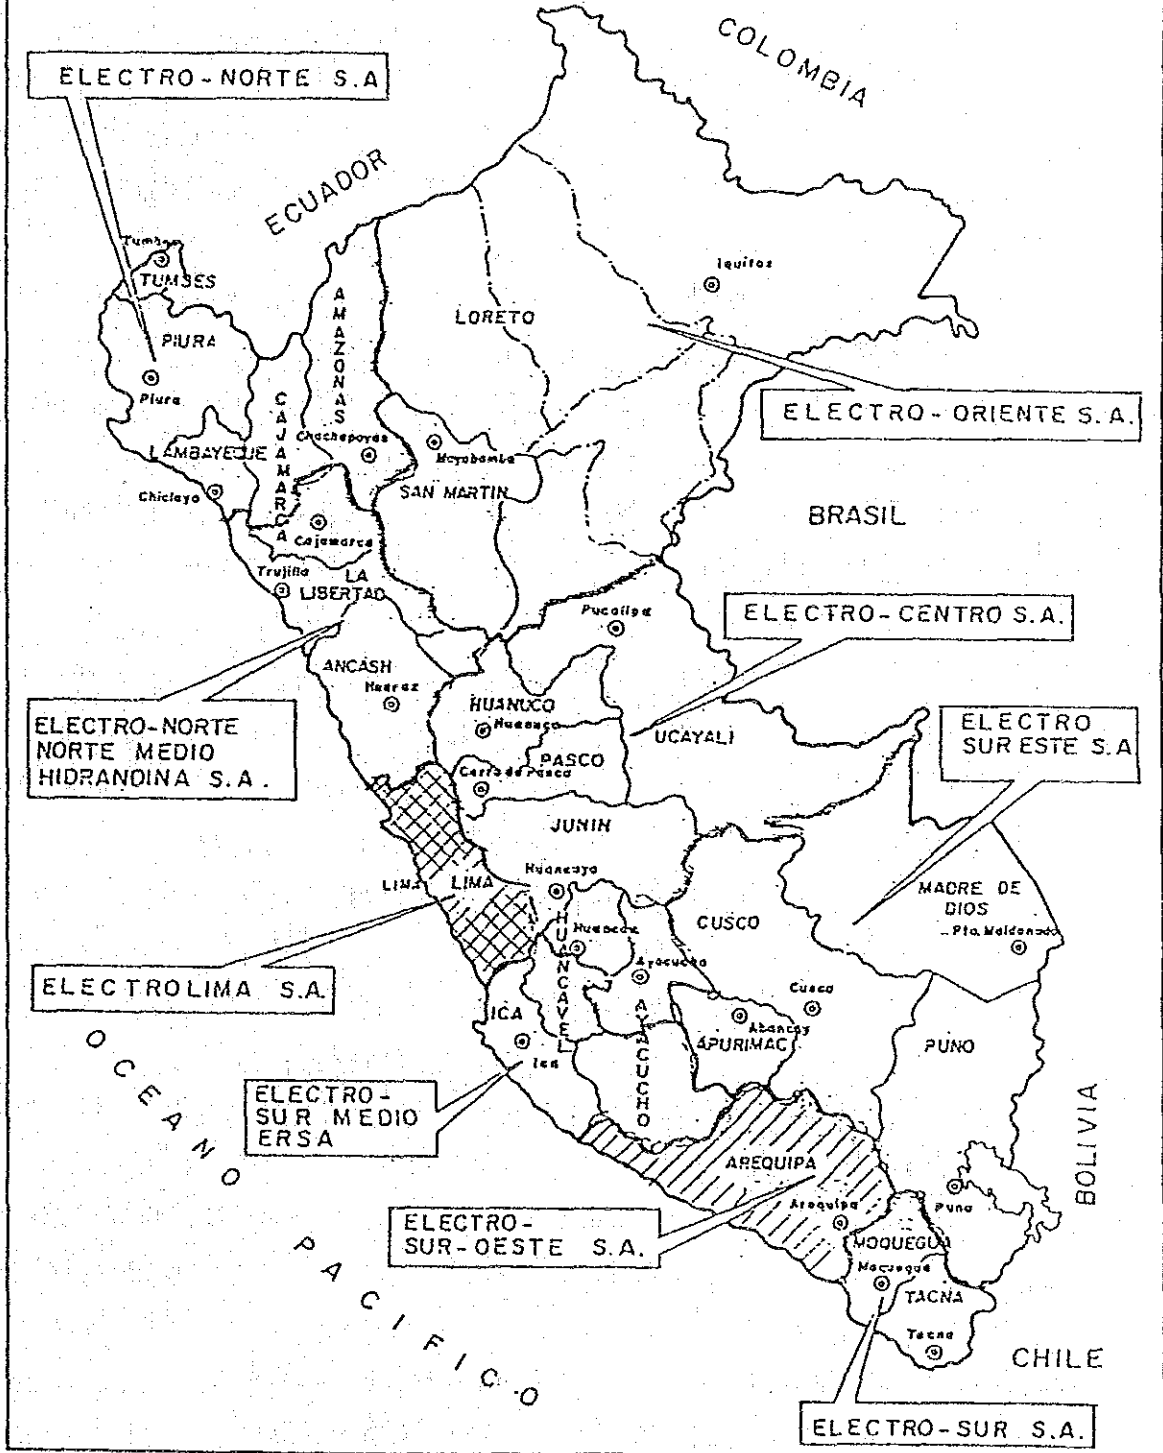 COLOMBIA
ELECTRO-NORTE S.A
ECUADOR
Tumbes
TUMBES
Iquitos
AMAZONAS
LORETO
PIURA
Piura
ELECTRO-ORIENTE S.A.
CAJAMARCA
Chachapoyas
Moyobamba
LAMBAYEQUE
Chiclayo
SAN MARTIN
BRASIL
Cajamarca
Trujillo
LA
LIBERTAD
Pucallpa
ELECTRO-CENTRO S.A.
ANCASH
Huaraz
HUANUCO
Huanuco
ELECTRO-NORTE
NORTE MEDIO
HIDRANDINA S.A.
UCAYALI
ELECTRO
SUR ESTE S.A
PASCO
Cerro de Pasco
JUNIN
Huancayo
LIMA
LIMA
MADRE DE
DIOS
Pto. Maldonado
CUSCO
HUANCAVEL
Ayacucho
ELECTROLIMA S.A.
Cusco
ICA
Ica
AYACUCHO
Abancay
APURIMAC
PUNO
OCEANO PACIFICO
ELECTRO-
SUR MEDIO
ERSA
BOLIVIA
AREQUIPA
Arequipa
Puno
ELECTRO-
SUR-OESTE S.A.
MOQUEGUA
Moquegua
TACNA
Tacna
CHILE
ELECTRO-SUR S.A.